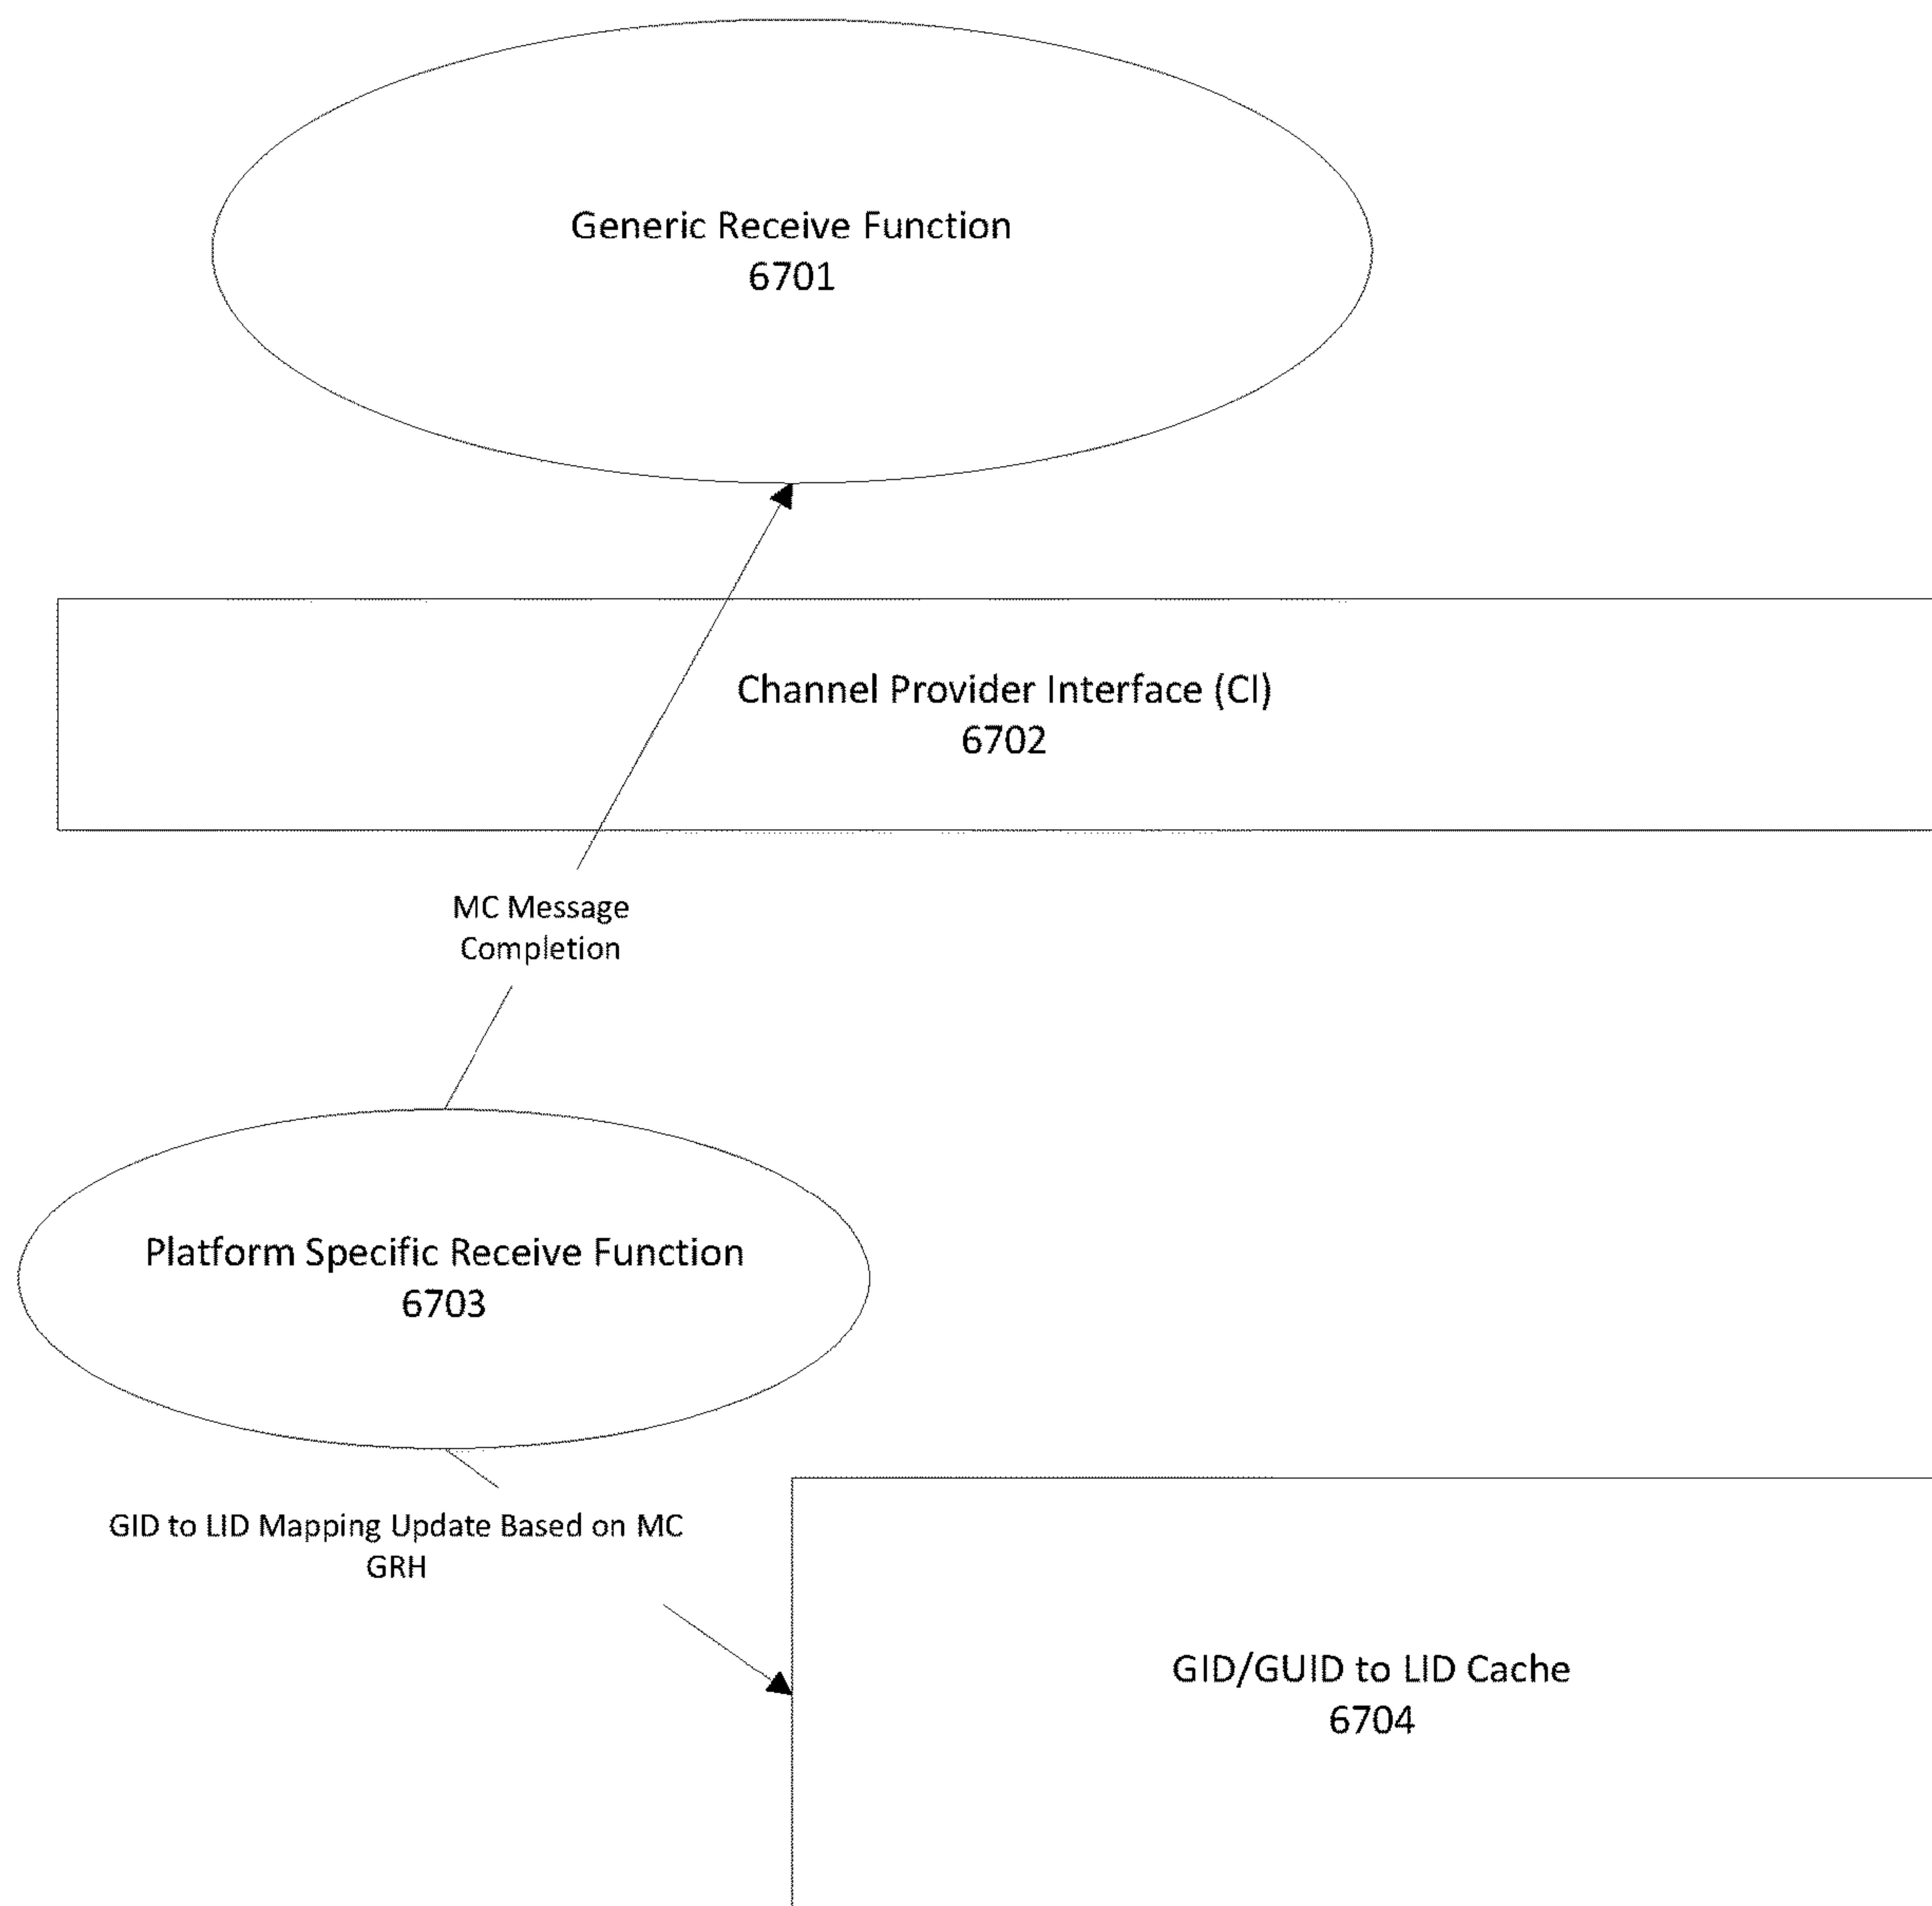 Generic Receive Function
6701
Channel Provider Interface (CI)
6702
MC Message
Completion
Platform Specific Receive Function
6703
GID to LID Mapping Update Based on MC
GRH
GID/GUID to LID Cache
6704